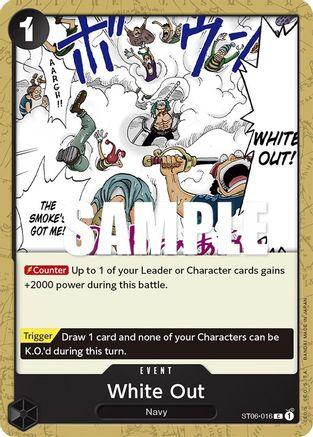 1
AARGH!!
WHITE
OUT!
THE
SMOKE'S
GOT ME!
SAMPLE
Counter Up to 1 of your Leader or Character cards gains
+2000 power during this battle.
Trigger Draw 1 card and none of your Characters can be
K.O.'d during this turn.
EVENT
White Out
Navy
ST06-016 C 1